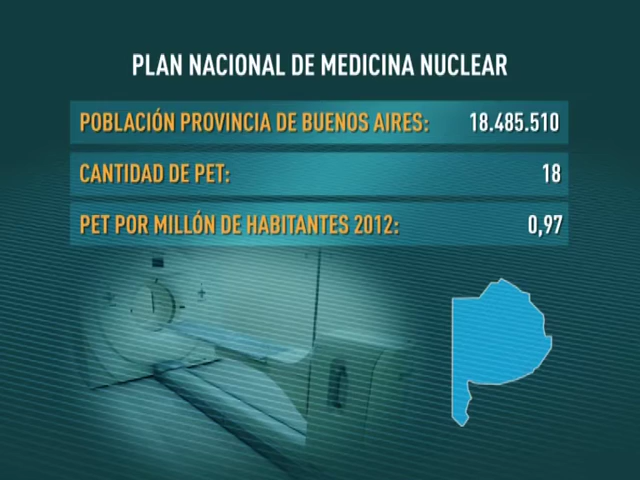 PLAN NACIONAL DE MEDICINA NUCLEAR
POBLACIÓN PROVINCIA DE BUENOS AIRES: 18.485.510
CANTIDAD DE PET: 18
PET POR MILLÓN DE HABITANTES 2012: 0,97